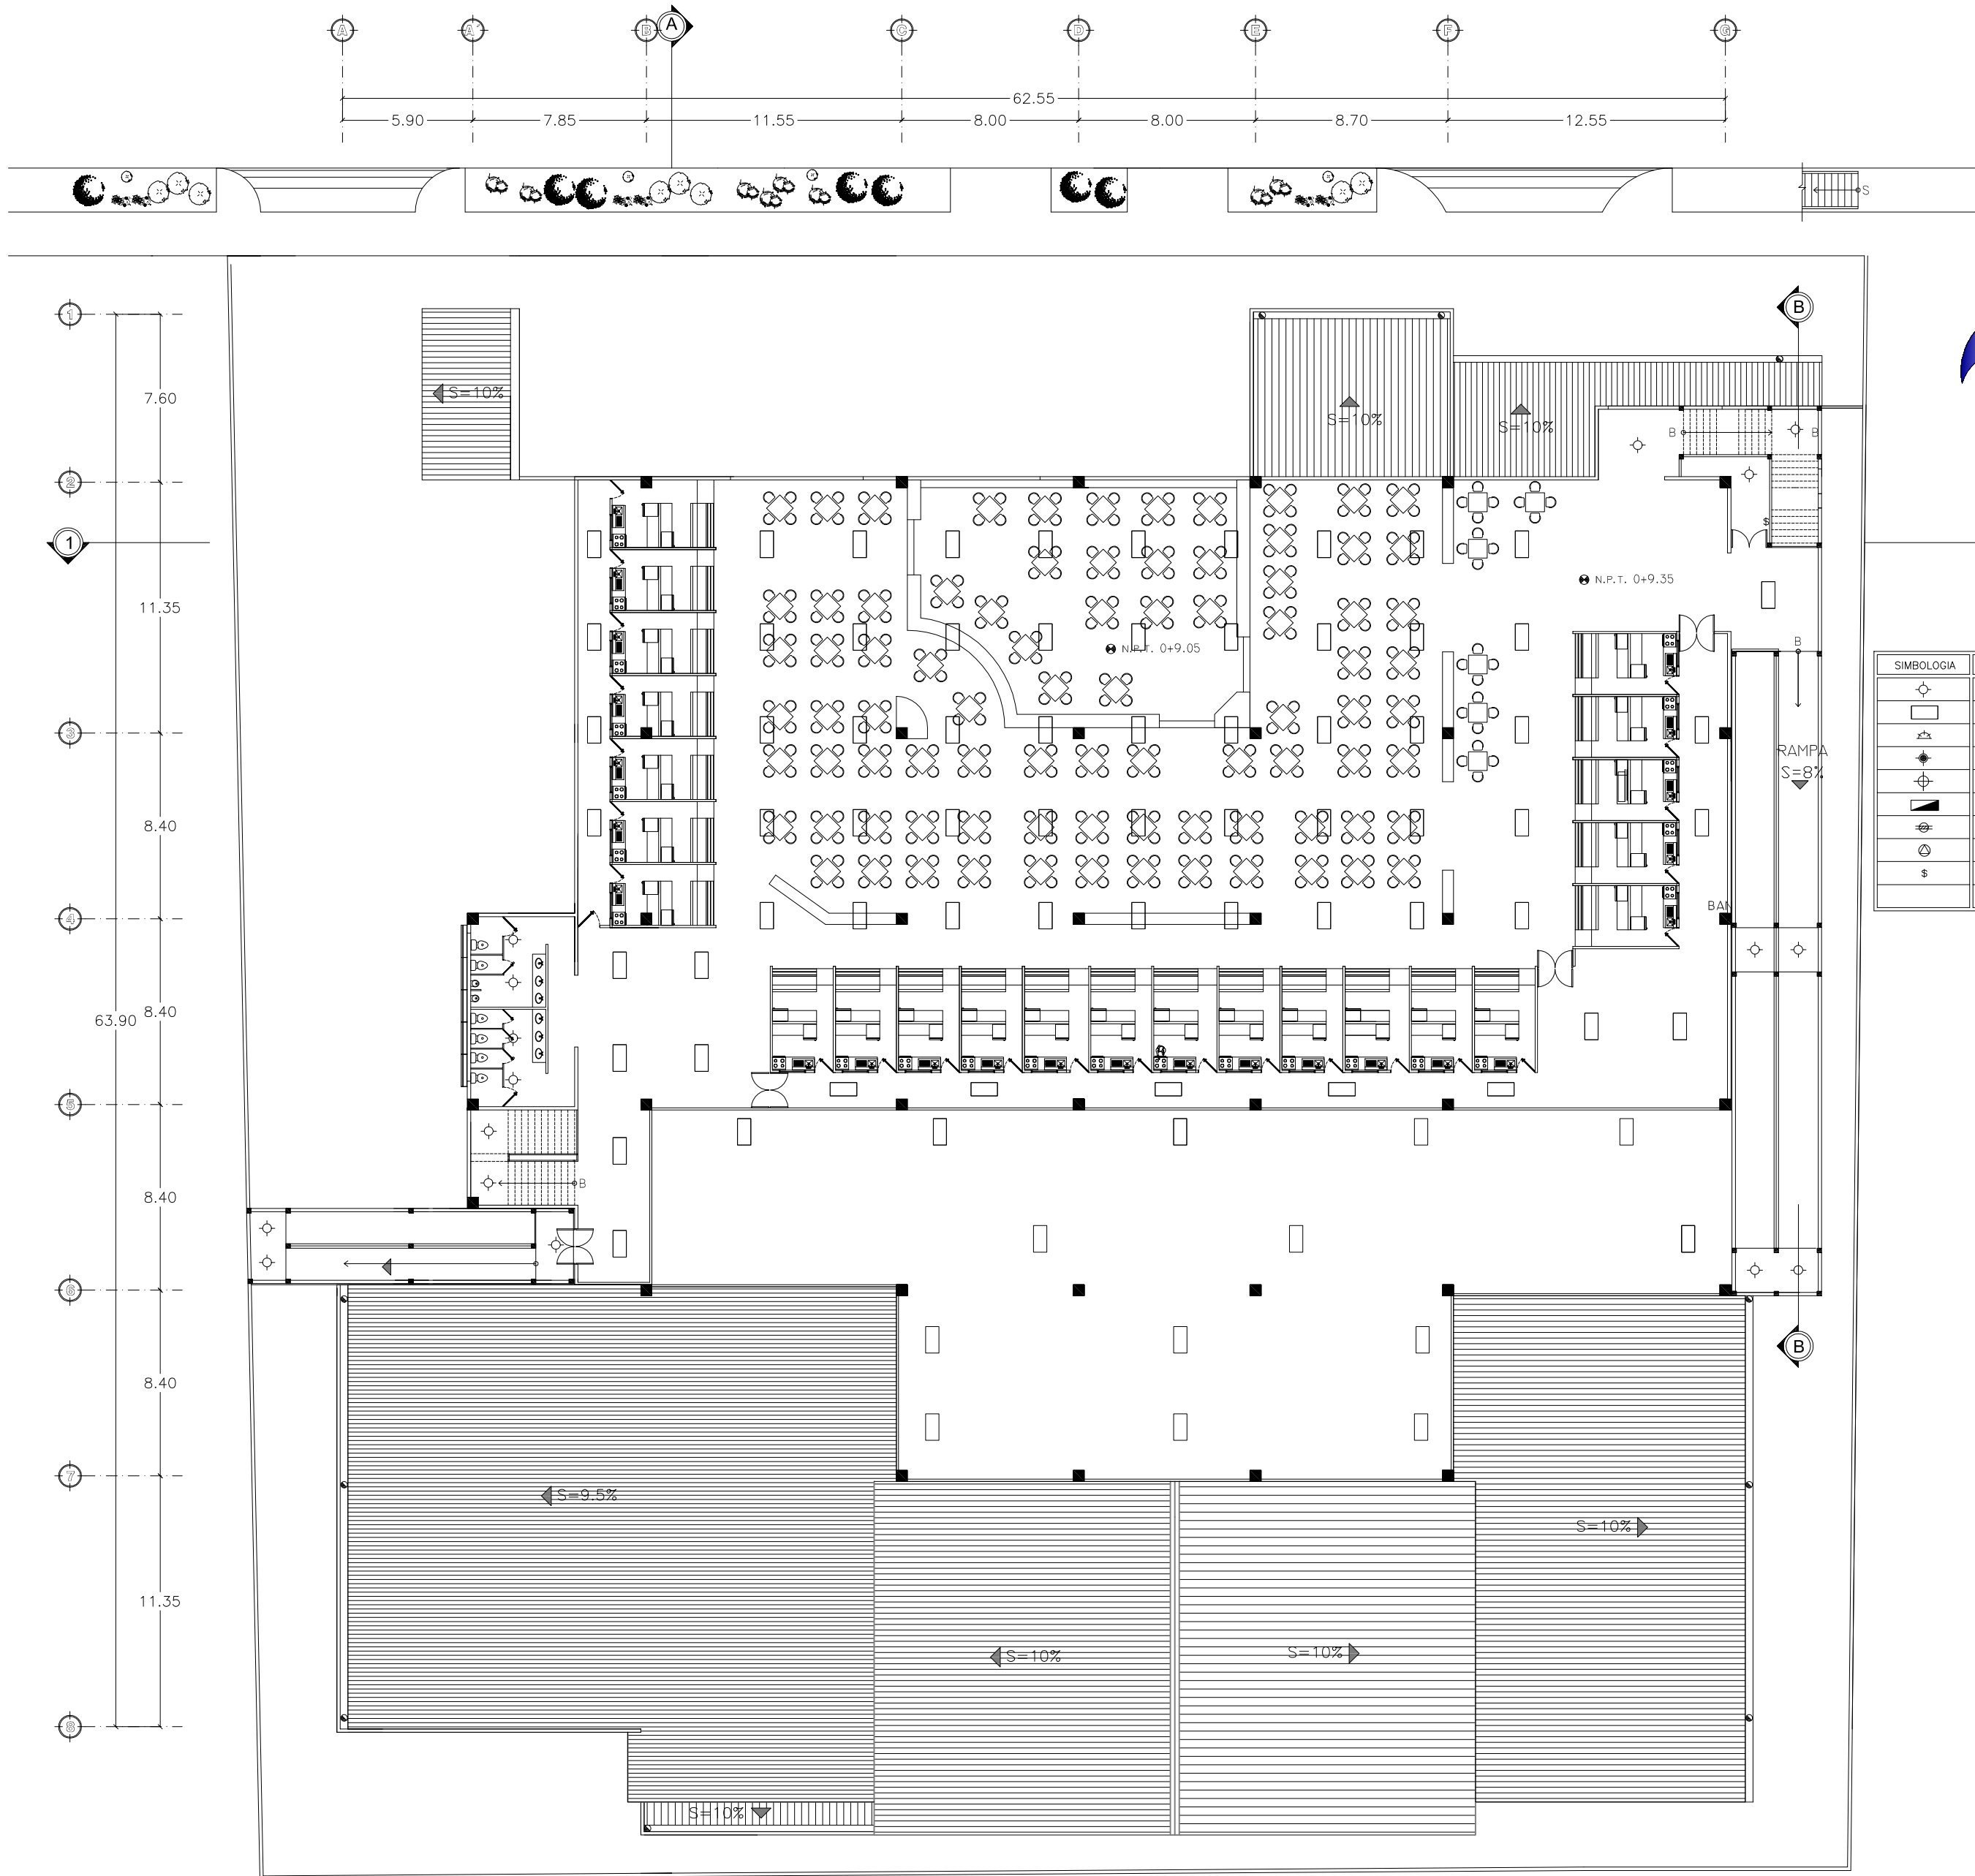 A A' B A C D E F G
62.55
5.90 7.85 11.55 8.00 8.00 8.70 12.55
S
1
B
7.60
S=10%
S=10%
S=10%
B B
2
$
1
N.P.T. 0+9.35
11.35
B
N.P.T. 0+9.05
SIMBOLOGIA
3
RAMPA
S=8%
8.40
$
BAN
4
8.40
63.90
5
B
8.40
6
B
8.40
7
S=9.5%
S=10%
11.35
S=10%
S=10%
8
S=10%